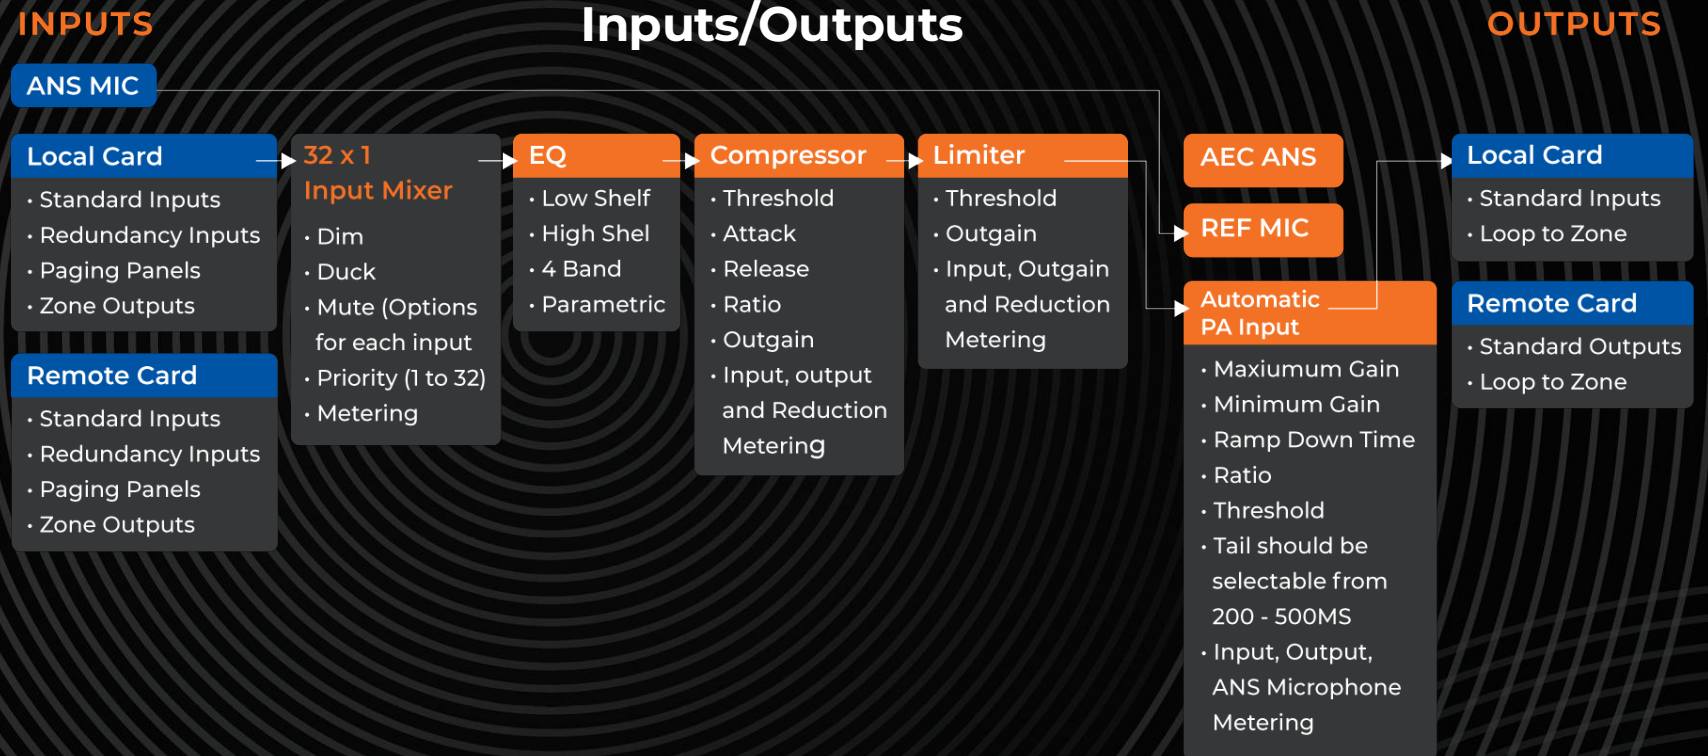 INPUTS
Inputs/Outputs
OUTPUTS
ANS MIC
Local Card
• Standard Inputs
• Redundancy Inputs
• Paging Panels
• Zone Outputs
Remote Card
• Standard Inputs
• Redundancy Inputs
• Paging Panels
• Zone Outputs
32 x 1
Input Mixer
• Dim
• Duck
• Mute (Options
for each input
• Priority (1 to 32)
• Metering
EQ
• Low Shelf
• High Shel
• 4 Band
• Parametric
Compressor
• Threshold
• Attack
• Release
• Ratio
• Outgain
• Input, output
and Reduction
Metering
Limiter
• Threshold
• Outgain
• Input, Outgain
and Reduction
Metering
AEC ANS
REF MIC
Automatic
PA Input
• Maxiumum Gain
• Minimum Gain
• Ramp Down Time
• Ratio
• Threshold
• Tail should be
selectable from
200 - 500MS
• Input, Output,
ANS Microphone
Metering
Local Card
• Standard Inputs
• Loop to Zone
Remote Card
• Standard Outputs
• Loop to Zone